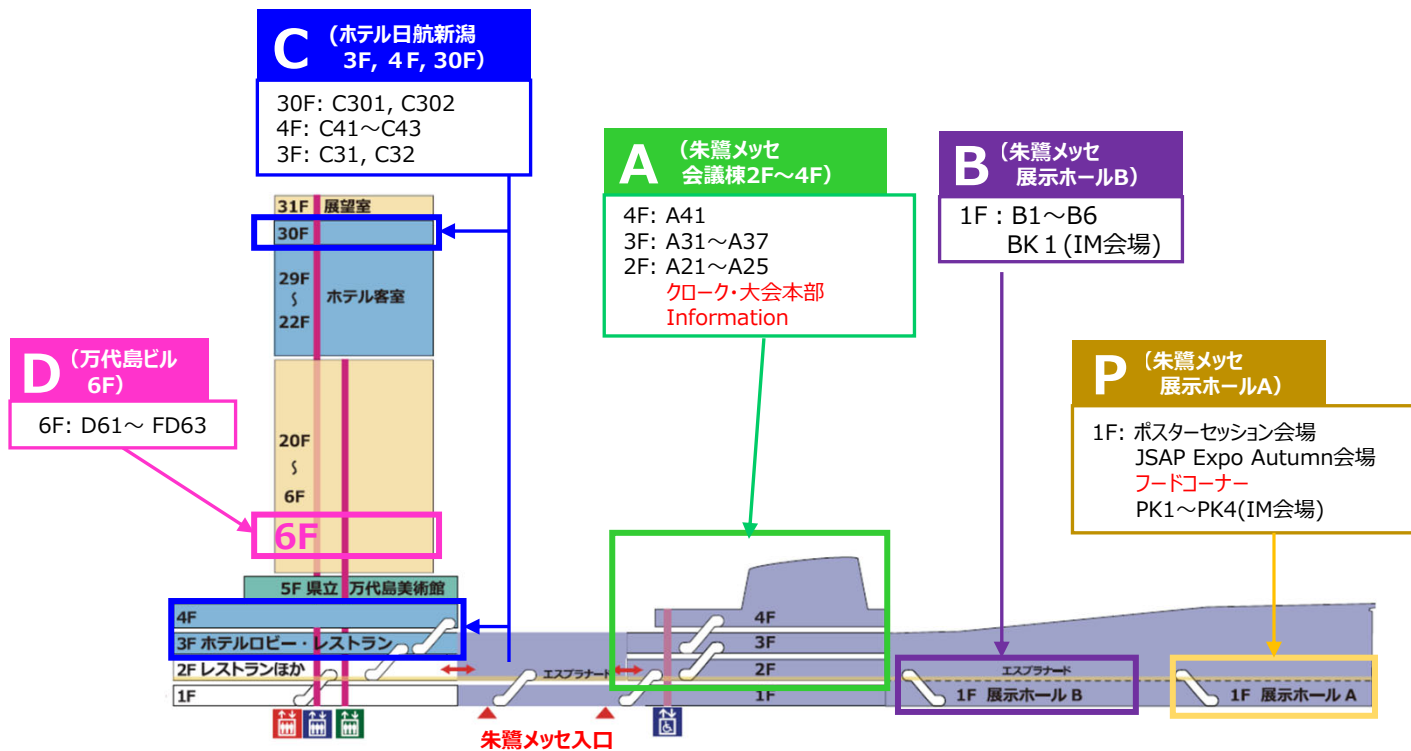 C (ホテル日航新潟
3F, 4F, 30F)
30F: C301, C302
4F: C41～C43
3F: C31, C32
A (朱鷺メッセ
会議棟2F～4F)
4F: A41
3F: A31～A37
2F: A21～A25
クローク・大会本部
Information
B (朱鷺メッセ
展示ホールB)
1F : B1～B6
BK 1 (IM会場)
D (万代島ビル
6F)
6F: D61～ FD63
P (朱鷺メッセ
展示ホールA)
1F: ポスターセッション会場
JSAP Expo Autumn会場
フードコーナー
PK1～PK4(IM会場)
31F 展望室
30F
29F
～
22F
ホテル客室
20F
～
6F
6F
5F 県立 万代島美術館
4F
3F ホテルロビー・レストラン
2F レストランほか
1F
エスプラナード
4F
3F
2F
1F
エスプラナード
1F 展示ホール B
1F 展示ホール A
朱鷺メッセ入口